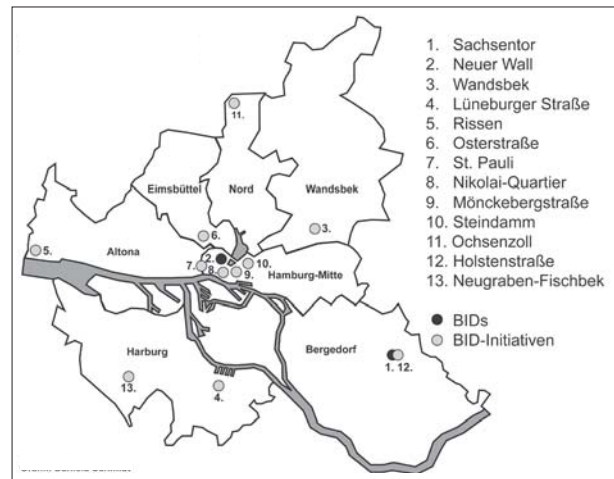 1. Sachsentor
2. Neuer Wall
3. Wandsbek
4. Lüneburger Straße
5. Rissen
6. Osterstraße
7. St. Pauli
8. Nikolai-Quartier
9. Mönckebergstraße
10. Steindamm
11. Ochsenzoll
12. Holstenstraße
13. Neugraben-Fischbek
BIDs
BID-Initiativen
11.
Eimsbüttel
Nord
Wandsbek
6.
3.
5.
Altona
2.
7.
8.
9.
10.
Hamburg-Mitte
Harburg
Bergedorf
13.
4.
1. 12.